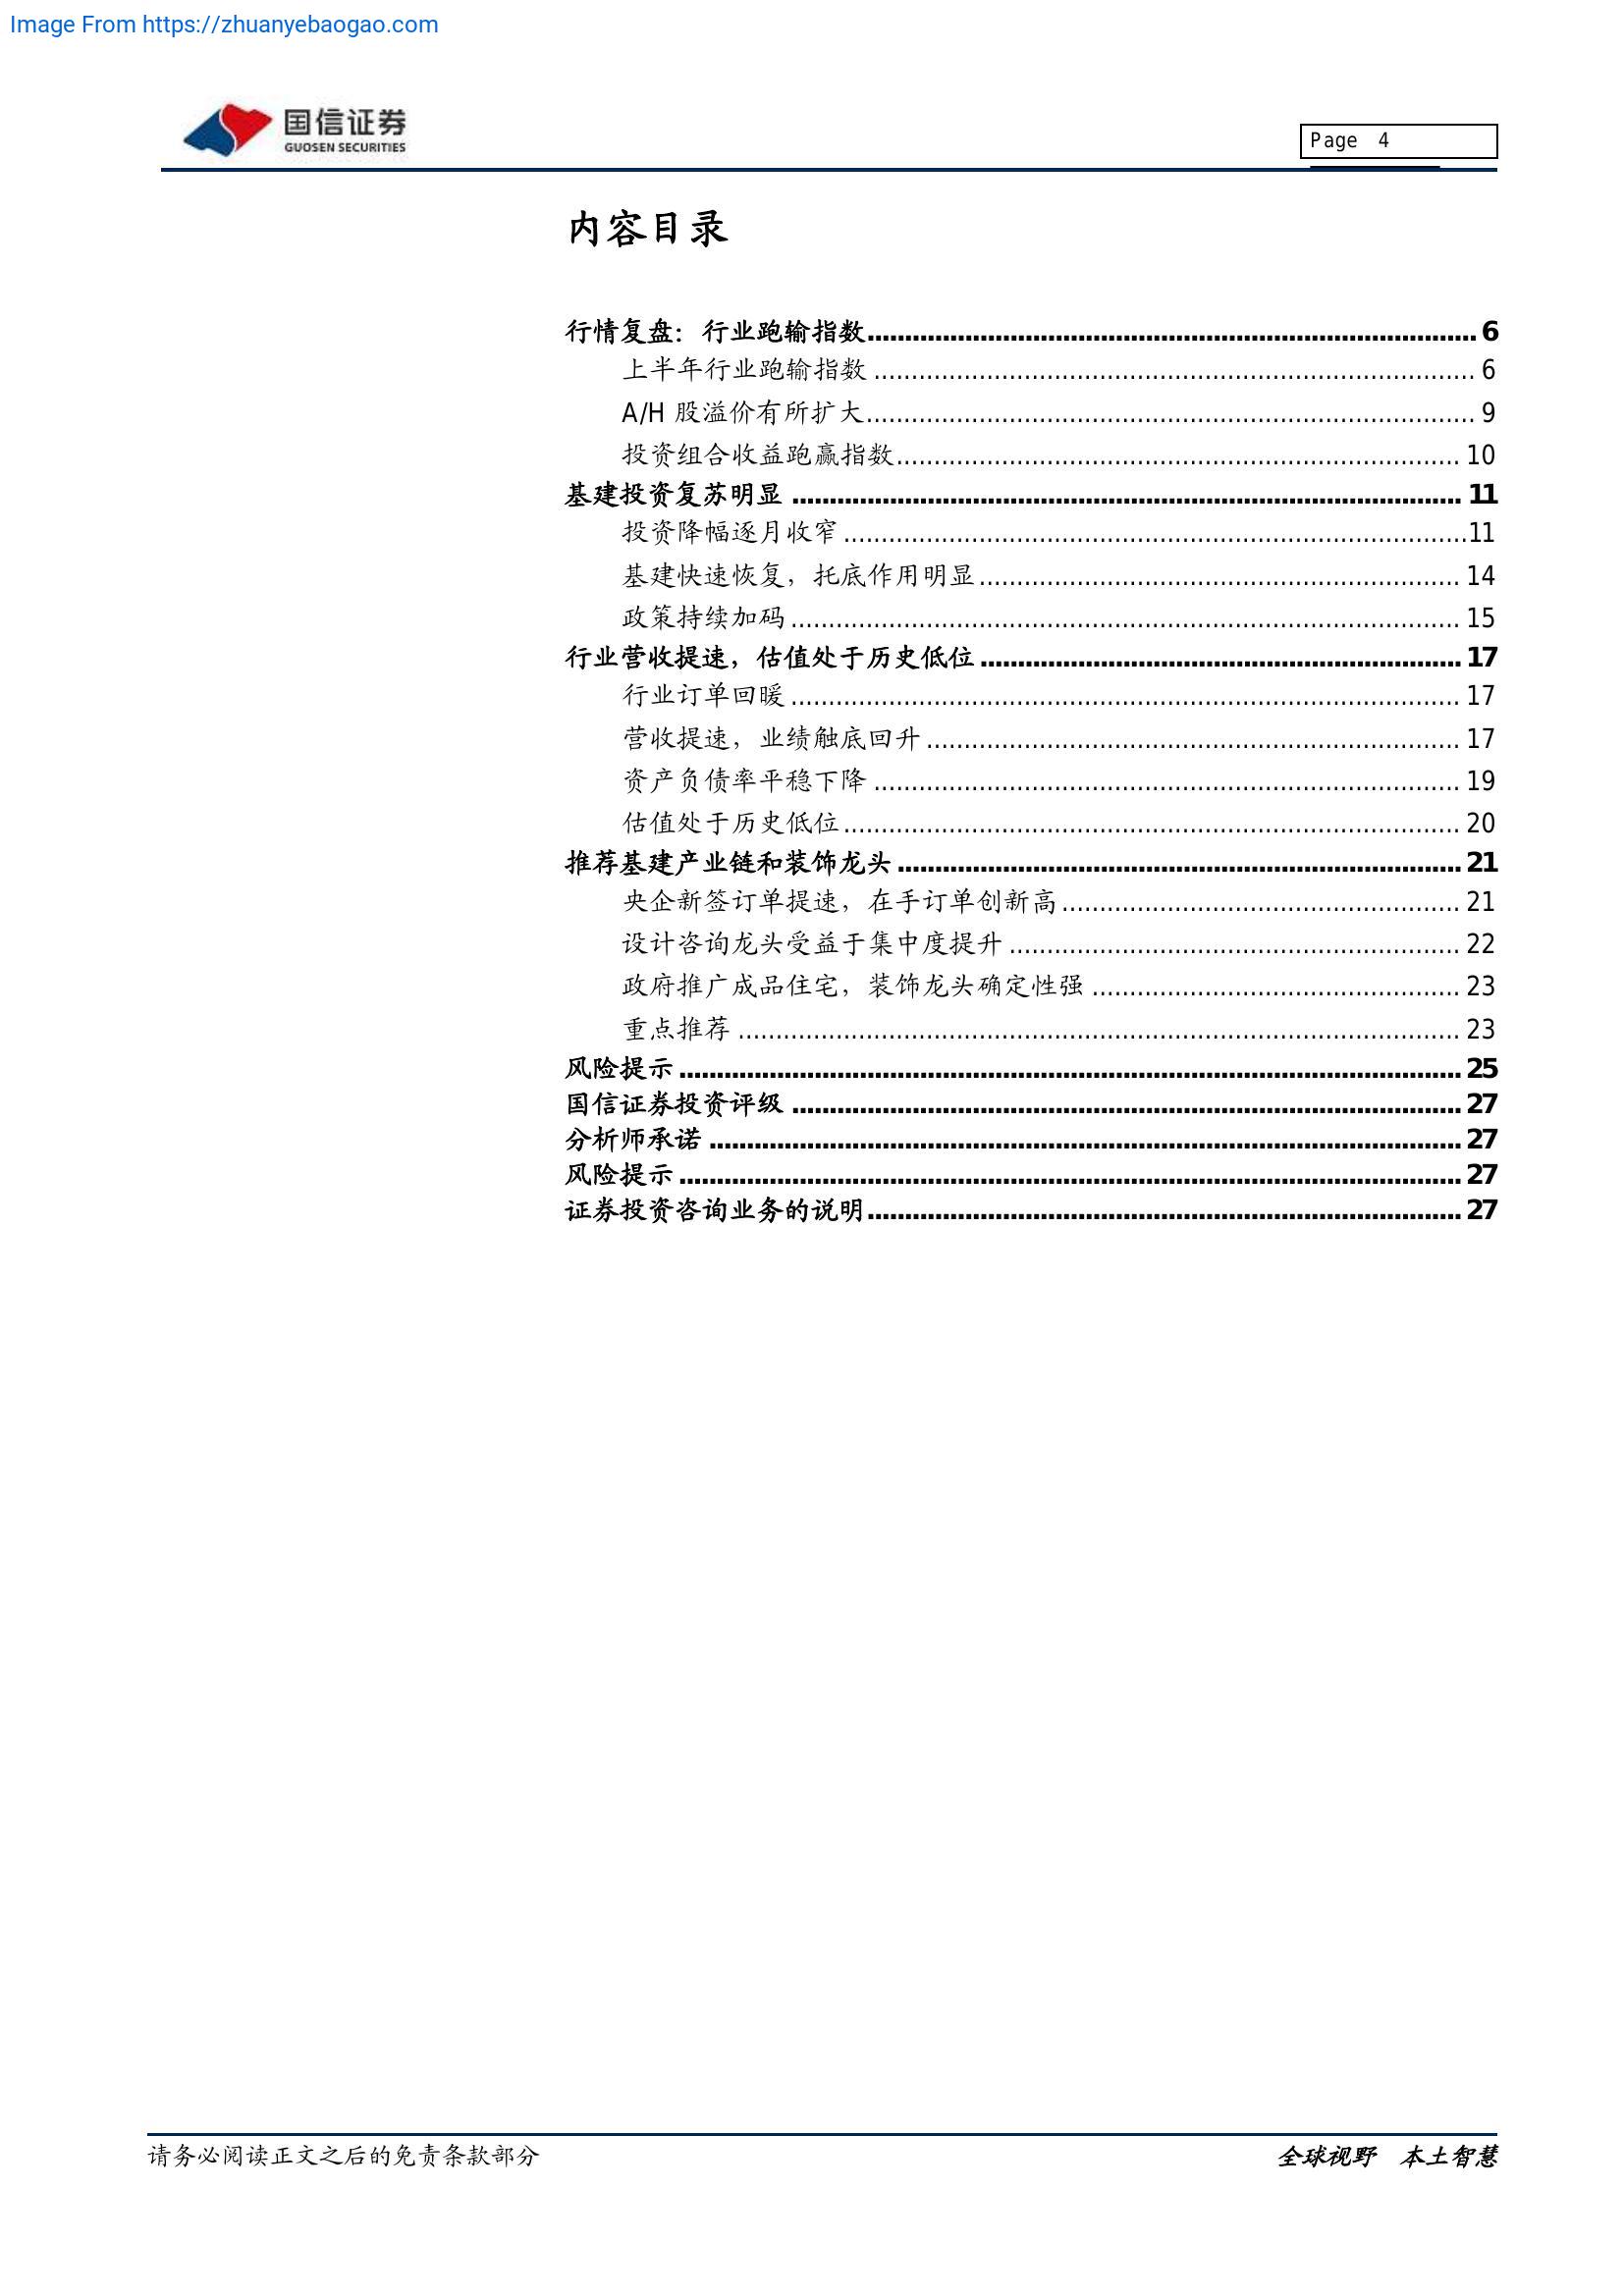 Image From https://zhuanyebaogao.com
国信证券
GUOSEN SECURITIES
Page 4
内容目录
行情复盘：行业跑输指数................................................................................ 6
上半年行业跑输指数 ................................................................................ 6
A/H 股溢价有所扩大................................................................................ 9
投资组合收益跑赢指数........................................................................... 10
基建投资复苏明显 ........................................................................................ 11
投资降幅逐月收窄 ...................................................................................11
基建快速恢复，托底作用明显................................................................ 14
政策持续加码 ......................................................................................... 15
行业营收提速，估值处于历史低位 ................................................................ 17
行业订单回暖 ......................................................................................... 17
营收提速，业绩触底回升 ....................................................................... 17
资产负债率平稳下降 .............................................................................. 19
估值处于历史低位.................................................................................. 20
推荐基建产业链和装饰龙头 ........................................................................... 21
央企新签订单提速，在手订单创新高..................................................... 21
设计咨询龙头受益于集中度提升 ............................................................ 22
政府推广成品住宅，装饰龙头确定性强 ................................................. 23
重点推荐 ................................................................................................ 23
风险提示 ........................................................................................................ 25
国信证券投资评级 ......................................................................................... 27
分析师承诺 .................................................................................................... 27
风险提示 ........................................................................................................ 27
证券投资咨询业务的说明............................................................................... 27
请务必阅读正文之后的免责条款部分
全球视野 本土智慧